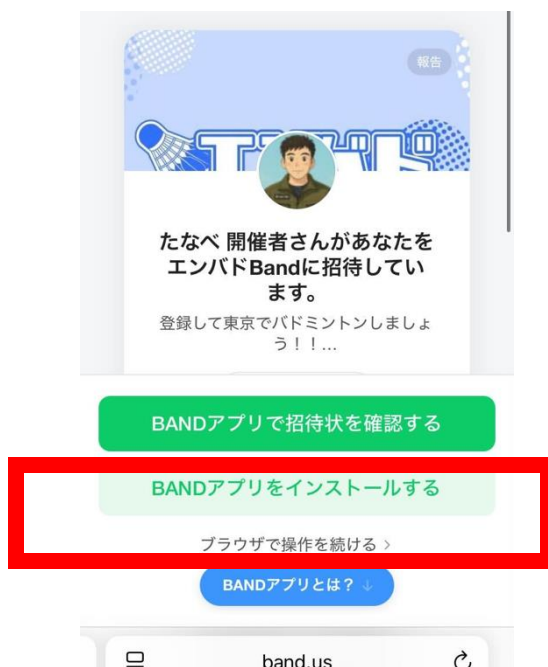 報告
エンバド
たなべ 開催者さんがあなたを
エンバドBandに招待してい
ます。
登録して東京でバドミントンしましょ
う！！...
BANDアプリで招待状を確認する
BANDアプリをインストールする
ブラウザで操作を続ける >
BANDアプリとは？ ↓
band.us